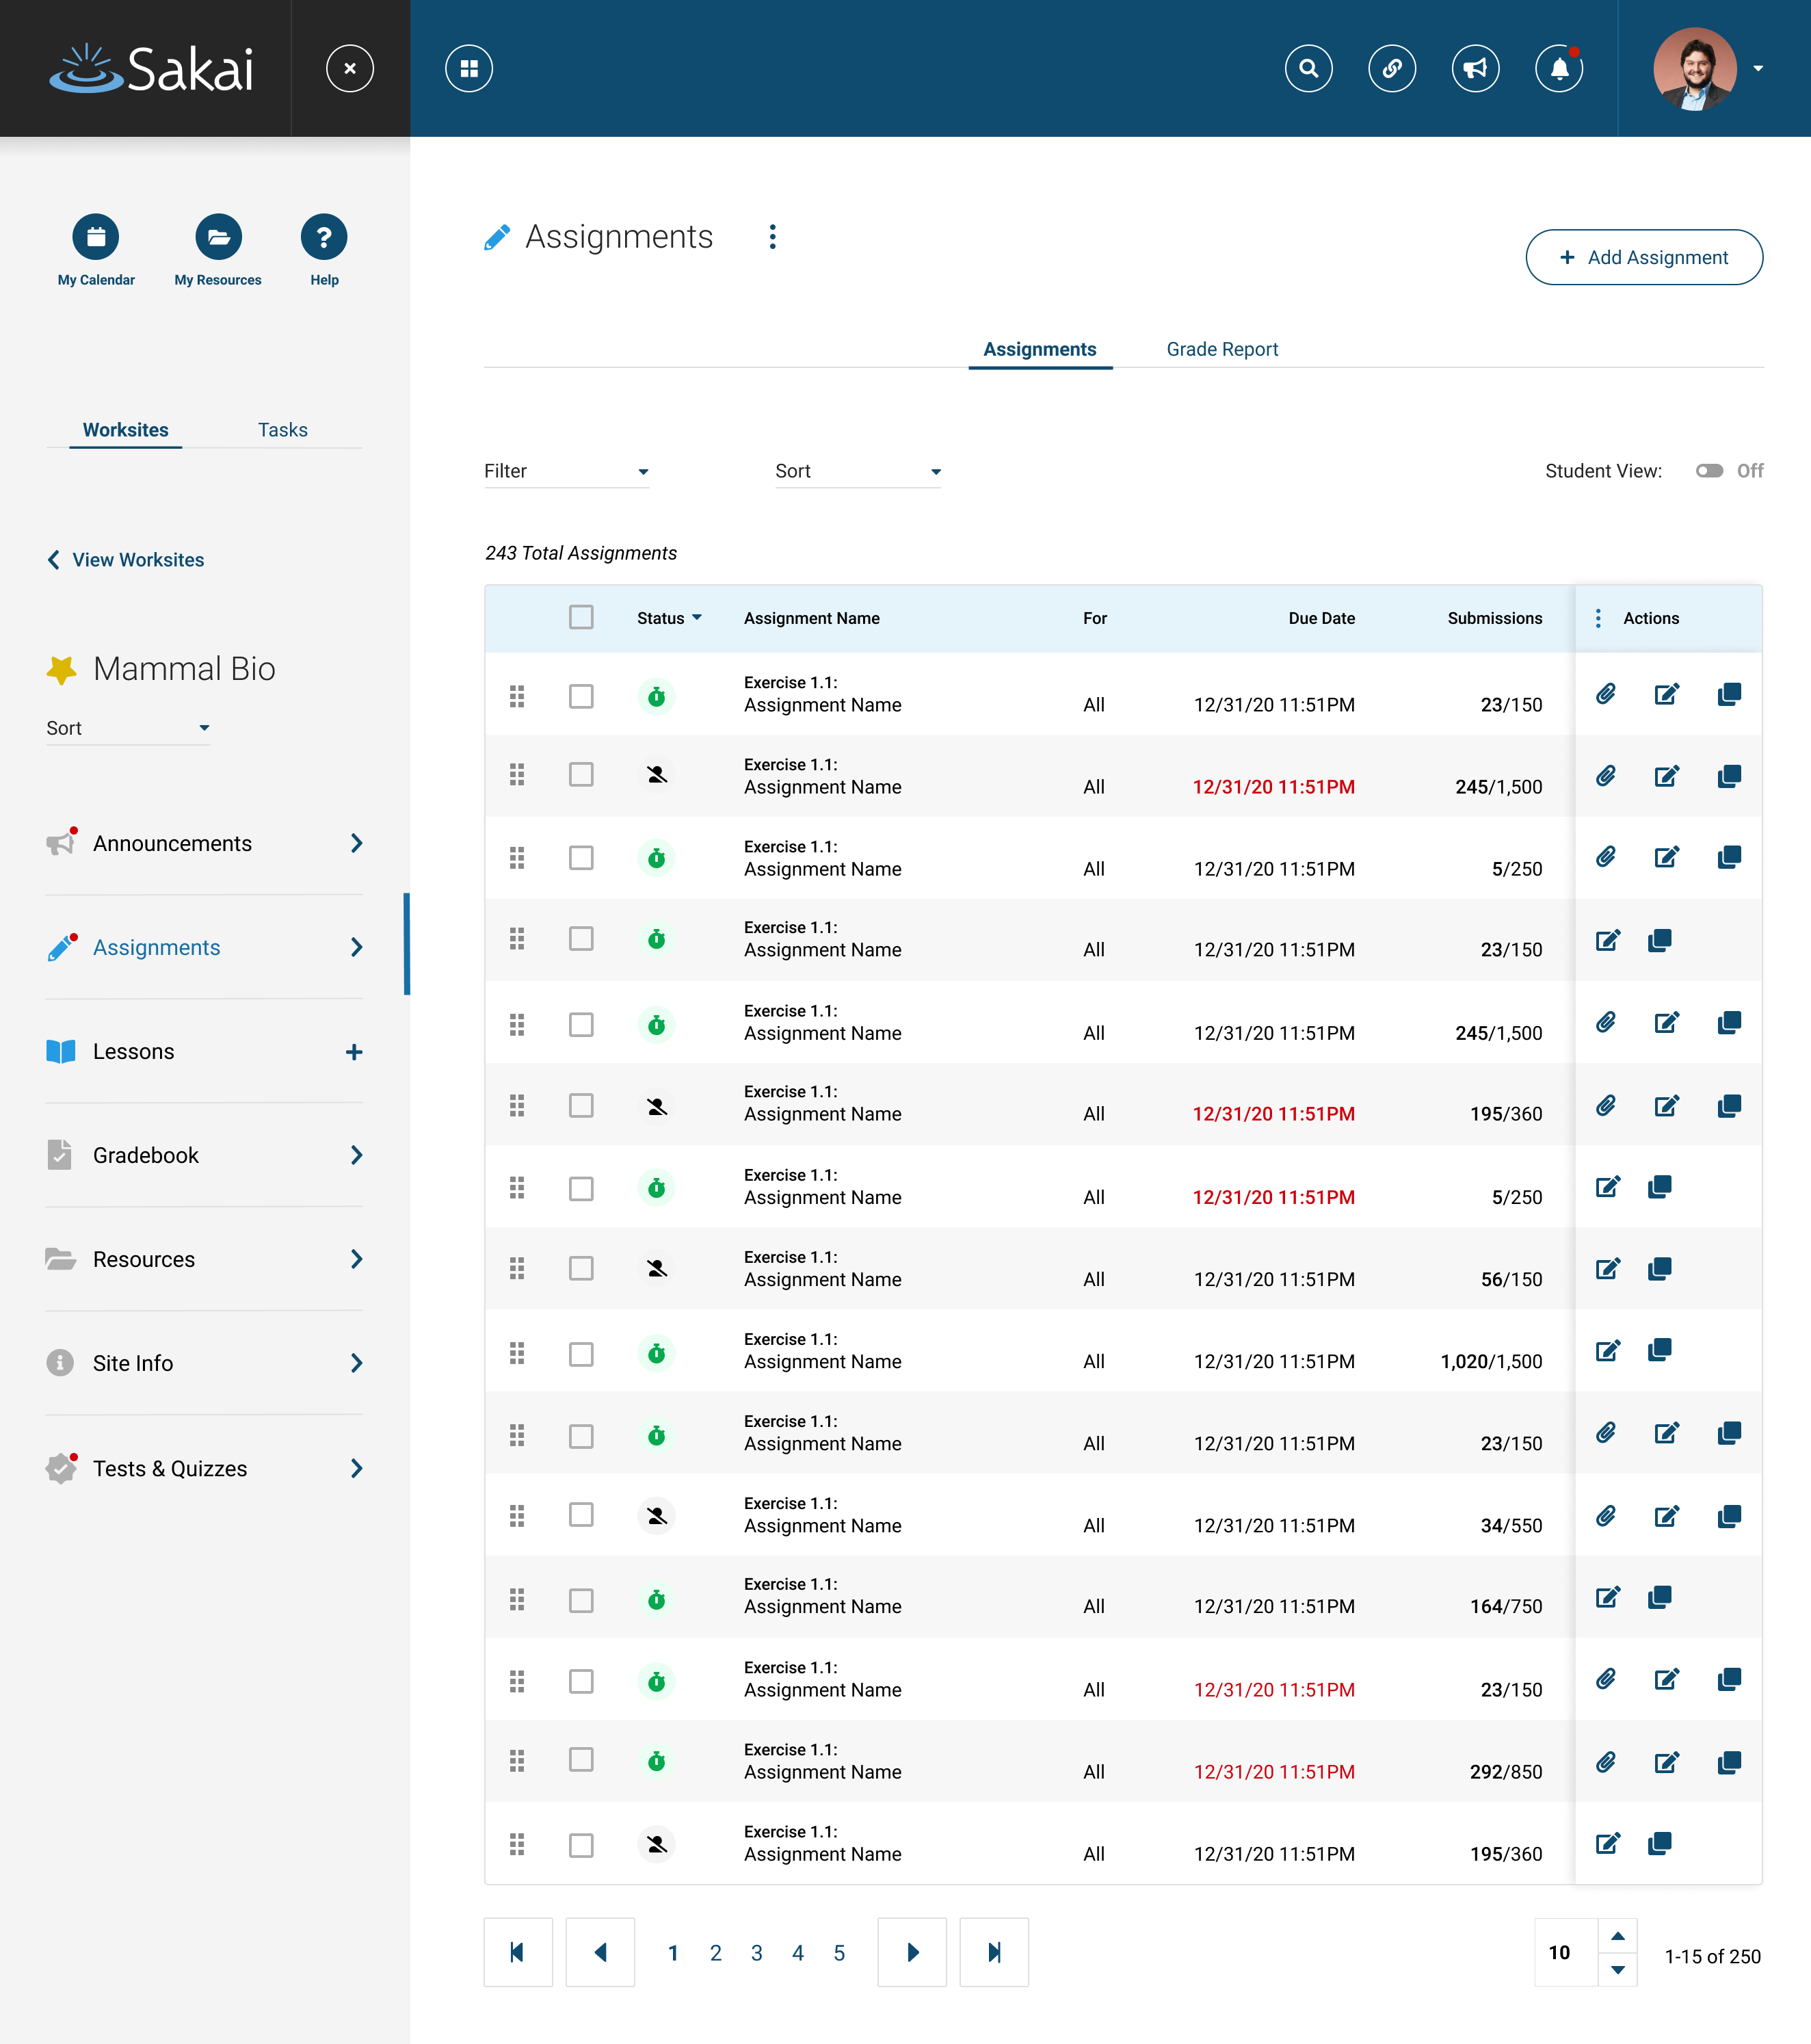 Sakai
My Calendar
My Resources
Help
Worksites
Tasks
View Worksites
Mammal Bio
Sort
Announcements
Assignments
Lessons
Gradebook
Resources
Site Info
Tests & Quizzes
Assignments
Add Assignment
Assignments
Grade Report
Filter
Sort
Student View: Off
243 Total Assignments
Status Assignment Name For Due Date Submissions Actions
Exercise 1.1:
Assignment Name All 12/31/20 11:51PM 23/150
Exercise 1.1:
Assignment Name All 12/31/20 11:51PM 245/1,500
Exercise 1.1:
Assignment Name All 12/31/20 11:51PM 5/250
Exercise 1.1:
Assignment Name All 12/31/20 11:51PM 23/150
Exercise 1.1:
Assignment Name All 12/31/20 11:51PM 245/1,500
Exercise 1.1:
Assignment Name All 12/31/20 11:51PM 195/360
Exercise 1.1:
Assignment Name All 12/31/20 11:51PM 5/250
Exercise 1.1:
Assignment Name All 12/31/20 11:51PM 56/150
Exercise 1.1:
Assignment Name All 12/31/20 11:51PM 1,020/1,500
Exercise 1.1:
Assignment Name All 12/31/20 11:51PM 23/150
Exercise 1.1:
Assignment Name All 12/31/20 11:51PM 34/550
Exercise 1.1:
Assignment Name All 12/31/20 11:51PM 164/750
Exercise 1.1:
Assignment Name All 12/31/20 11:51PM 23/150
Exercise 1.1:
Assignment Name All 12/31/20 11:51PM 292/850
Exercise 1.1:
Assignment Name All 12/31/20 11:51PM 195/360
1 2 3 4 5
10
1-15 of 250